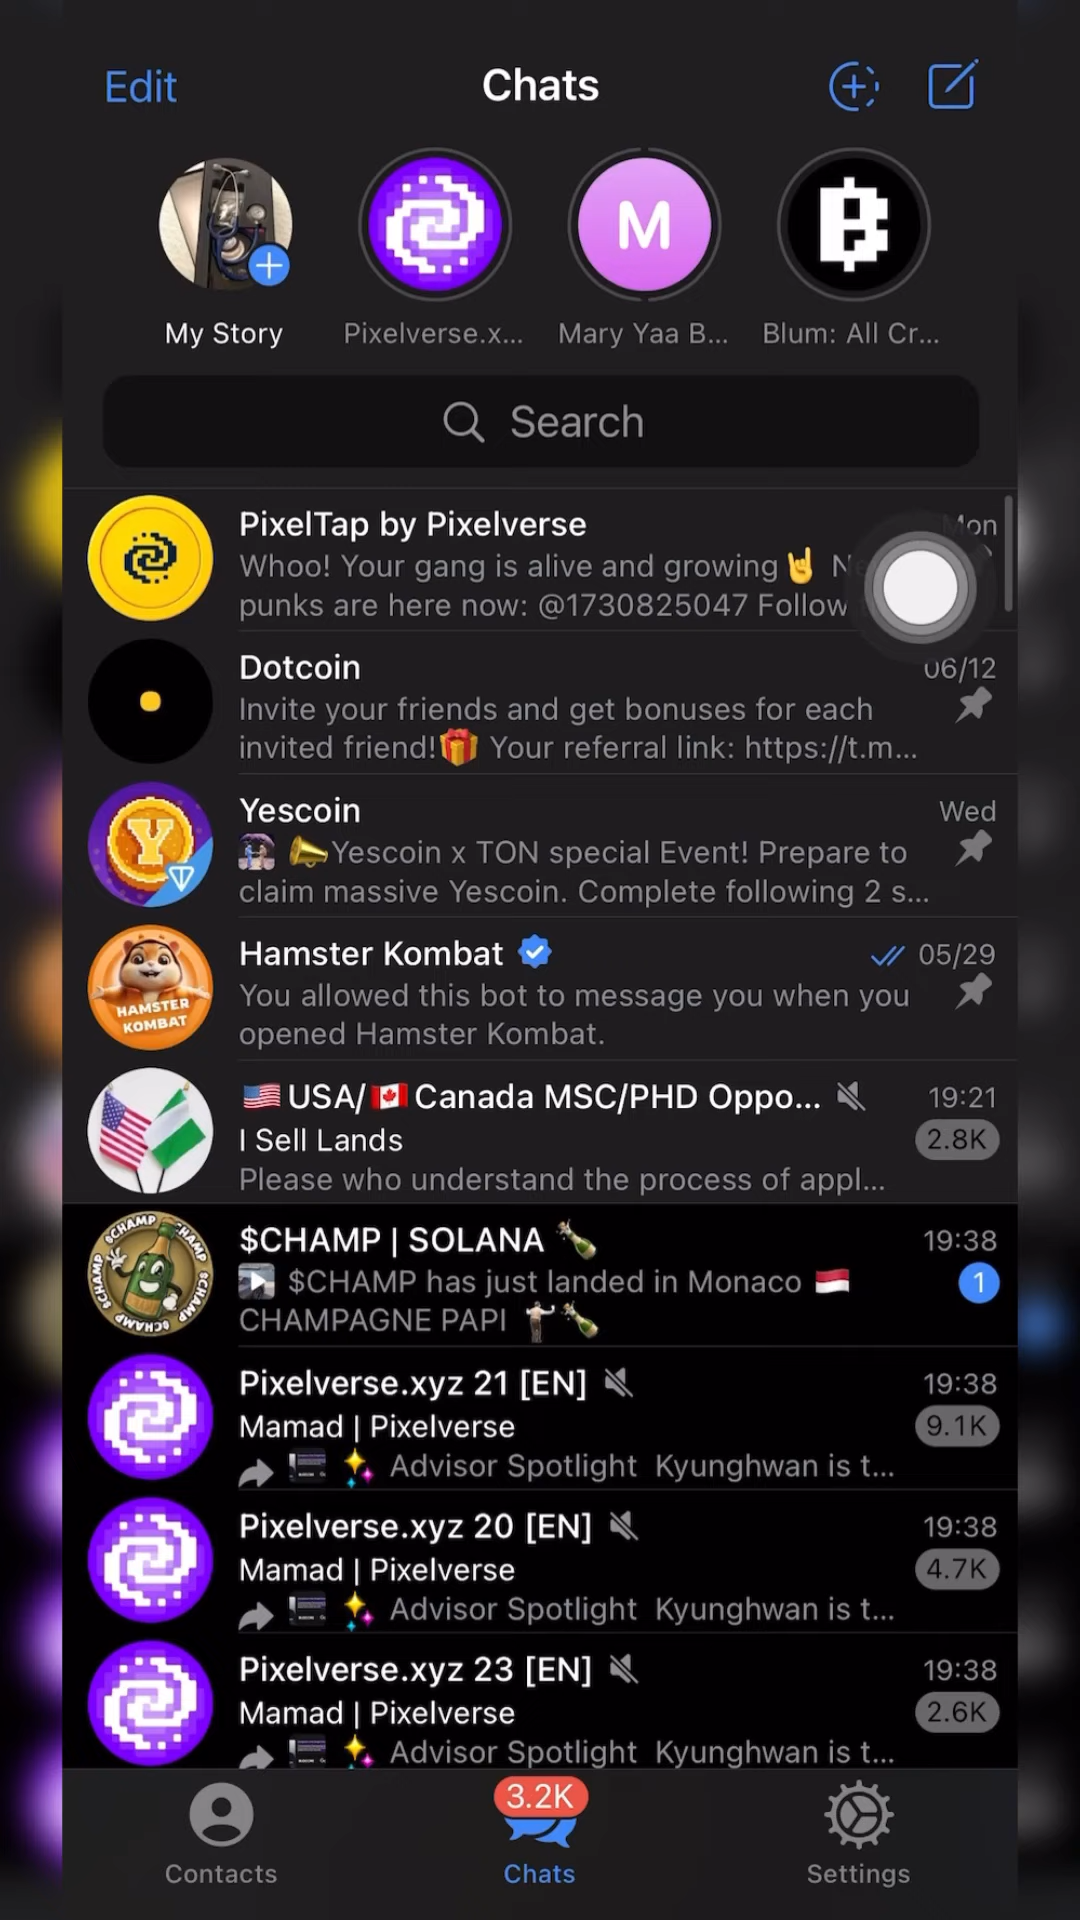 Edit
Chats
My Story
Pixelverse.x...
M
Mary Yaa B...
Blum: All Cr...
Search
PixelTap by Pixelverse
Mon
Whoo! Your gang is alive and growing🤘
punks are here now: @1730825047 Follow
Dotcoin
06/12
Invite your friends and get bonuses for each
invited friend!🎁 Your referral link: https://t.m...
Yescoin
Wed
Y
📣Yescoin x TON special Event! Prepare to
claim massive Yescoin. Complete following 2 s...
Hamster Kombat
05/29
HAMSTER
KOMBAT
You allowed this bot to message you when you
opened Hamster Kombat.
🇺🇸USA/🇨🇦Canada MSC/PHD Oppo...
19:21
I Sell Lands
2.8K
Please who understand the process of appl...
$CHAMP | SOLANA 🍾
19:38
$CHAMP $CHAMP $CHAMP $CHAMP
$CHAMP has just landed in Monaco 🇲🇨
1
CHAMPAGNE PAPI 🍾
Pixelverse.xyz 21 [EN]
19:38
Mamad | Pixelverse
9.1K
✨ Advisor Spotlight Kyunghwan is t...
Pixelverse.xyz 20 [EN]
19:38
Mamad | Pixelverse
4.7K
✨ Advisor Spotlight Kyunghwan is t...
Pixelverse.xyz 23 [EN]
19:38
Mamad | Pixelverse
2.6K
✨ Advisor Spotlight Kyunghwan is t...
3.2K
Contacts
Chats
Settings